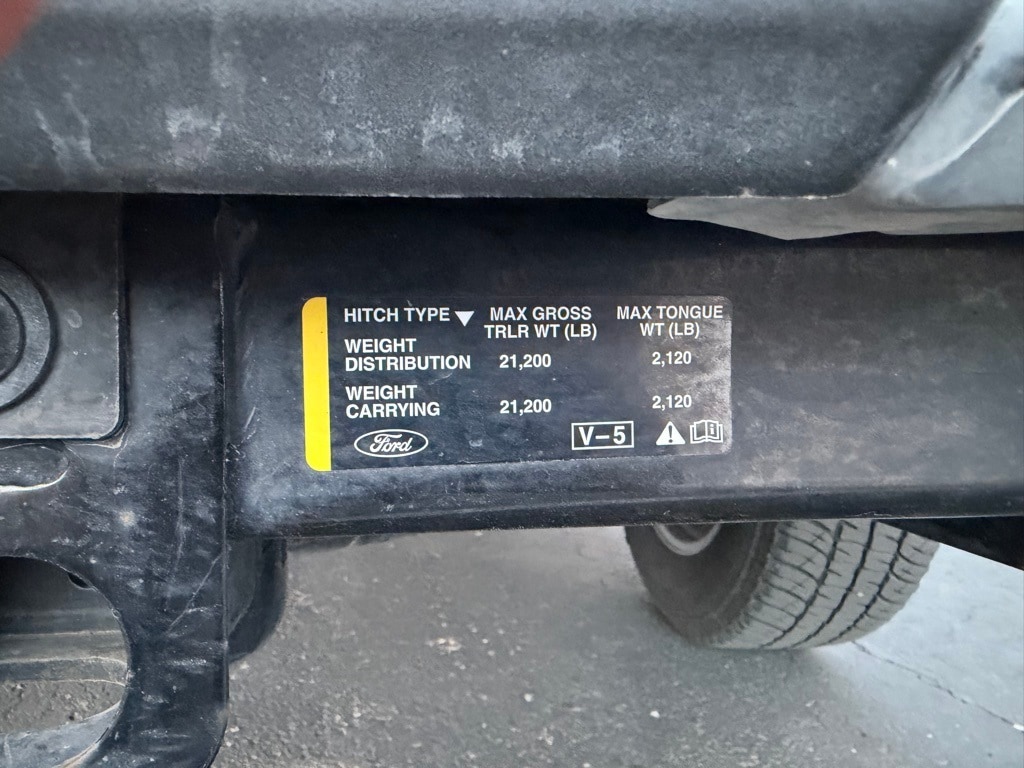 HITCH TYPE MAX GROSS TRLR WT (LB) MAX TONGUE WT (LB)
WEIGHT DISTRIBUTION 21,200 2,120
WEIGHT CARRYING 21,200 2,120
Ford V-5